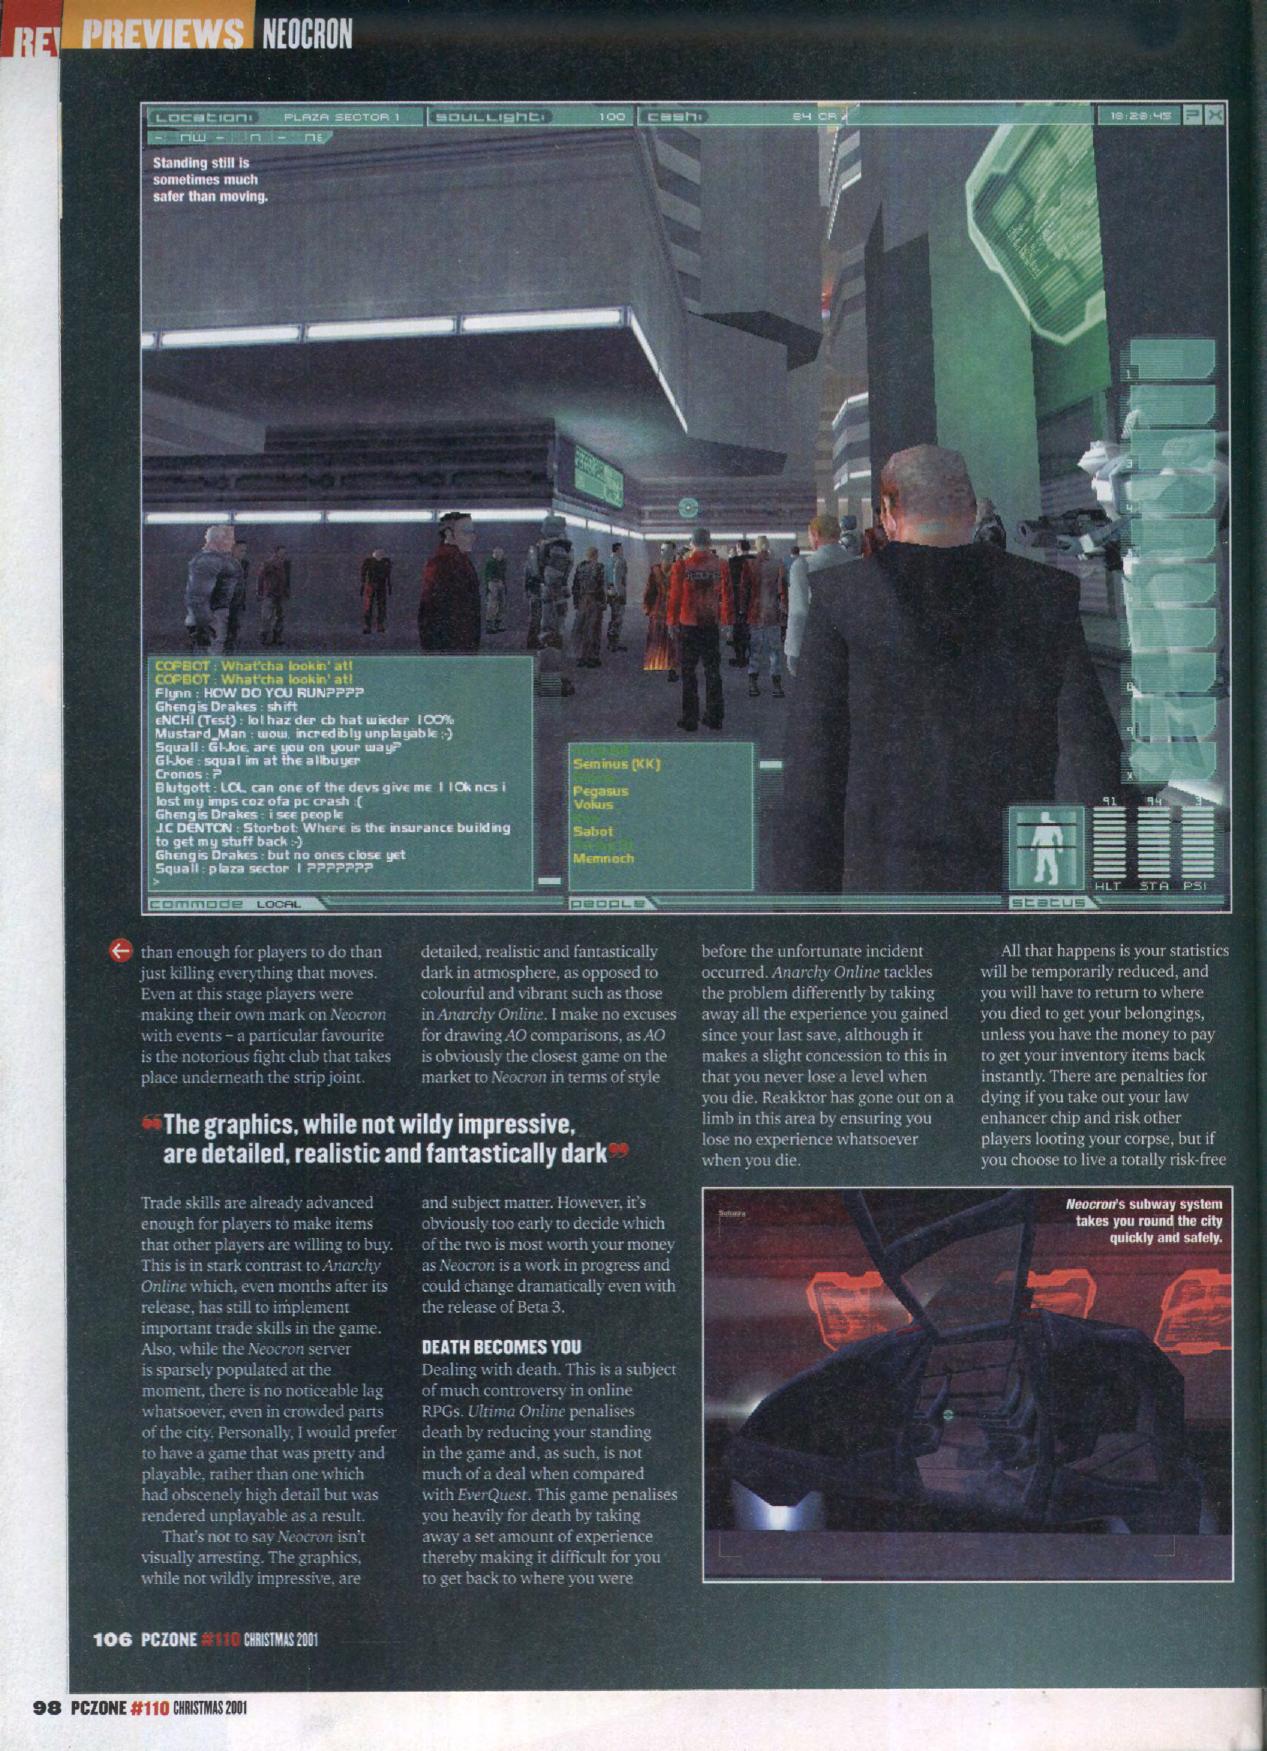 REV
PREVIEWS NEOCRON
LOCATION: PLAZA SECTOR 1
SOULLIGHT: 100
CASH: 64 CR
18:28:45
- NW - N - NE
Standing still is
sometimes much
safer than moving.
COPBOT : What'cha lookin' at!
COPBOT : What'cha lookin' at!
Flynn : HOW DO YOU RUN????
Ghengis Drakes : shift
eNCHI (Test) : lol haz der cb hat wieder 100%
Mustard_Man : wow, incredibly unplayable ;-)
Squall : GI-Joe, are you on your way?
GI-Joe : squal im at the allbuyer
Cronos : ?
Blutgott : LOL can one of the devs give me 110k ncs i
lost my imps coz ofa pc crash :(
Ghengis Drakes : i see people
J.C DENTON : Storbot: Where is the insurance building
to get my stuff back :-)
Ghengis Drakes : but no ones close yet
Squall : plaza sector 1 ???????
>
COMMODE LOCAL
Seminus (KK)
Pegasus
Vokus
Sabot
Memnoch
PEOPLE
91 94 3
HLT STA PSI
STATUS
than enough for players to do than
just killing everything that moves.
Even at this stage players were
making their own mark on Neocron
with events – a particular favourite
is the notorious fight club that takes
place underneath the strip joint.
“The graphics, while not wildy impressive,
are detailed, realistic and fantastically dark”
Trade skills are already advanced
enough for players to make items
that other players are willing to buy.
This is in stark contrast to Anarchy
Online which, even months after its
release, has still to implement
important trade skills in the game.
Also, while the Neocron server
is sparsely populated at the
moment, there is no noticeable lag
whatsoever, even in crowded parts
of the city. Personally, I would prefer
to have a game that was pretty and
playable, rather than one which
had obscenely high detail but was
rendered unplayable as a result.
That's not to say Neocron isn't
visually arresting. The graphics,
while not wildly impressive, are
detailed, realistic and fantastically
dark in atmosphere, as opposed to
colourful and vibrant such as those
in Anarchy Online. I make no excuses
for drawing AO comparisons, as AO
is obviously the closest game on the
market to Neocron in terms of style
and subject matter. However, it's
obviously too early to decide which
of the two is most worth your money
as Neocron is a work in progress and
could change dramatically even with
the release of Beta 3.
DEATH BECOMES YOU
Dealing with death. This is a subject
of much controversy in online
RPGs. Ultima Online penalises
death by reducing your standing
in the game and, as such, is not
much of a deal when compared
with EverQuest. This game penalises
you heavily for death by taking
away a set amount of experience
thereby making it difficult for you
to get back to where you were
before the unfortunate incident
occurred. Anarchy Online tackles
the problem differently by taking
away all the experience you gained
since your last save, although it
makes a slight concession to this in
that you never lose a level when
you die. Reakktor has gone out on a
limb in this area by ensuring you
lose no experience whatsoever
when you die.
All that happens is your statistics
will be temporarily reduced, and
you will have to return to where
you died to get your belongings,
unless you have the money to pay
to get your inventory items back
instantly. There are penalties for
dying if you take out your law
enhancer chip and risk other
players looting your corpse, but if
you choose to live a totally risk-free
Subway
Neocron's subway system
takes you round the city
quickly and safely.
106 PCZONE #110 CHRISTMAS 2001
98 PCZONE #110 CHRISTMAS 2001